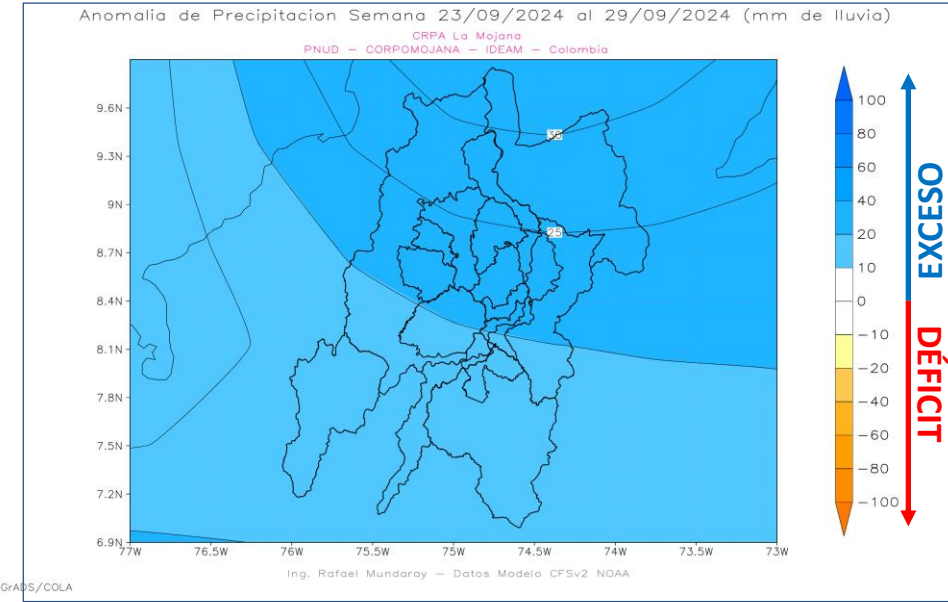 Anomalia de Precipitacion Semana 23/09/2024 al 29/09/2024 (mm de lluvia)
CRPA La Mojana
PNUD – CORPOMOJANA – IDEAM – Colombia
9.6N
9.3N
9N
8.7N
8.4N
8.1N
7.8N
7.5N
7.2N
6.9N
30
25
77W 76.5W 76W 75.5W 75W 74.5W 74W 73.5W 73W
100
80
60
40
20
10
0
−10
−20
−40
−60
−80
−100
EXCESO
DÉFICIT
Ing. Rafael Mundaray – Datos Modelo CFSv2 NOAA
GrADS/COLA